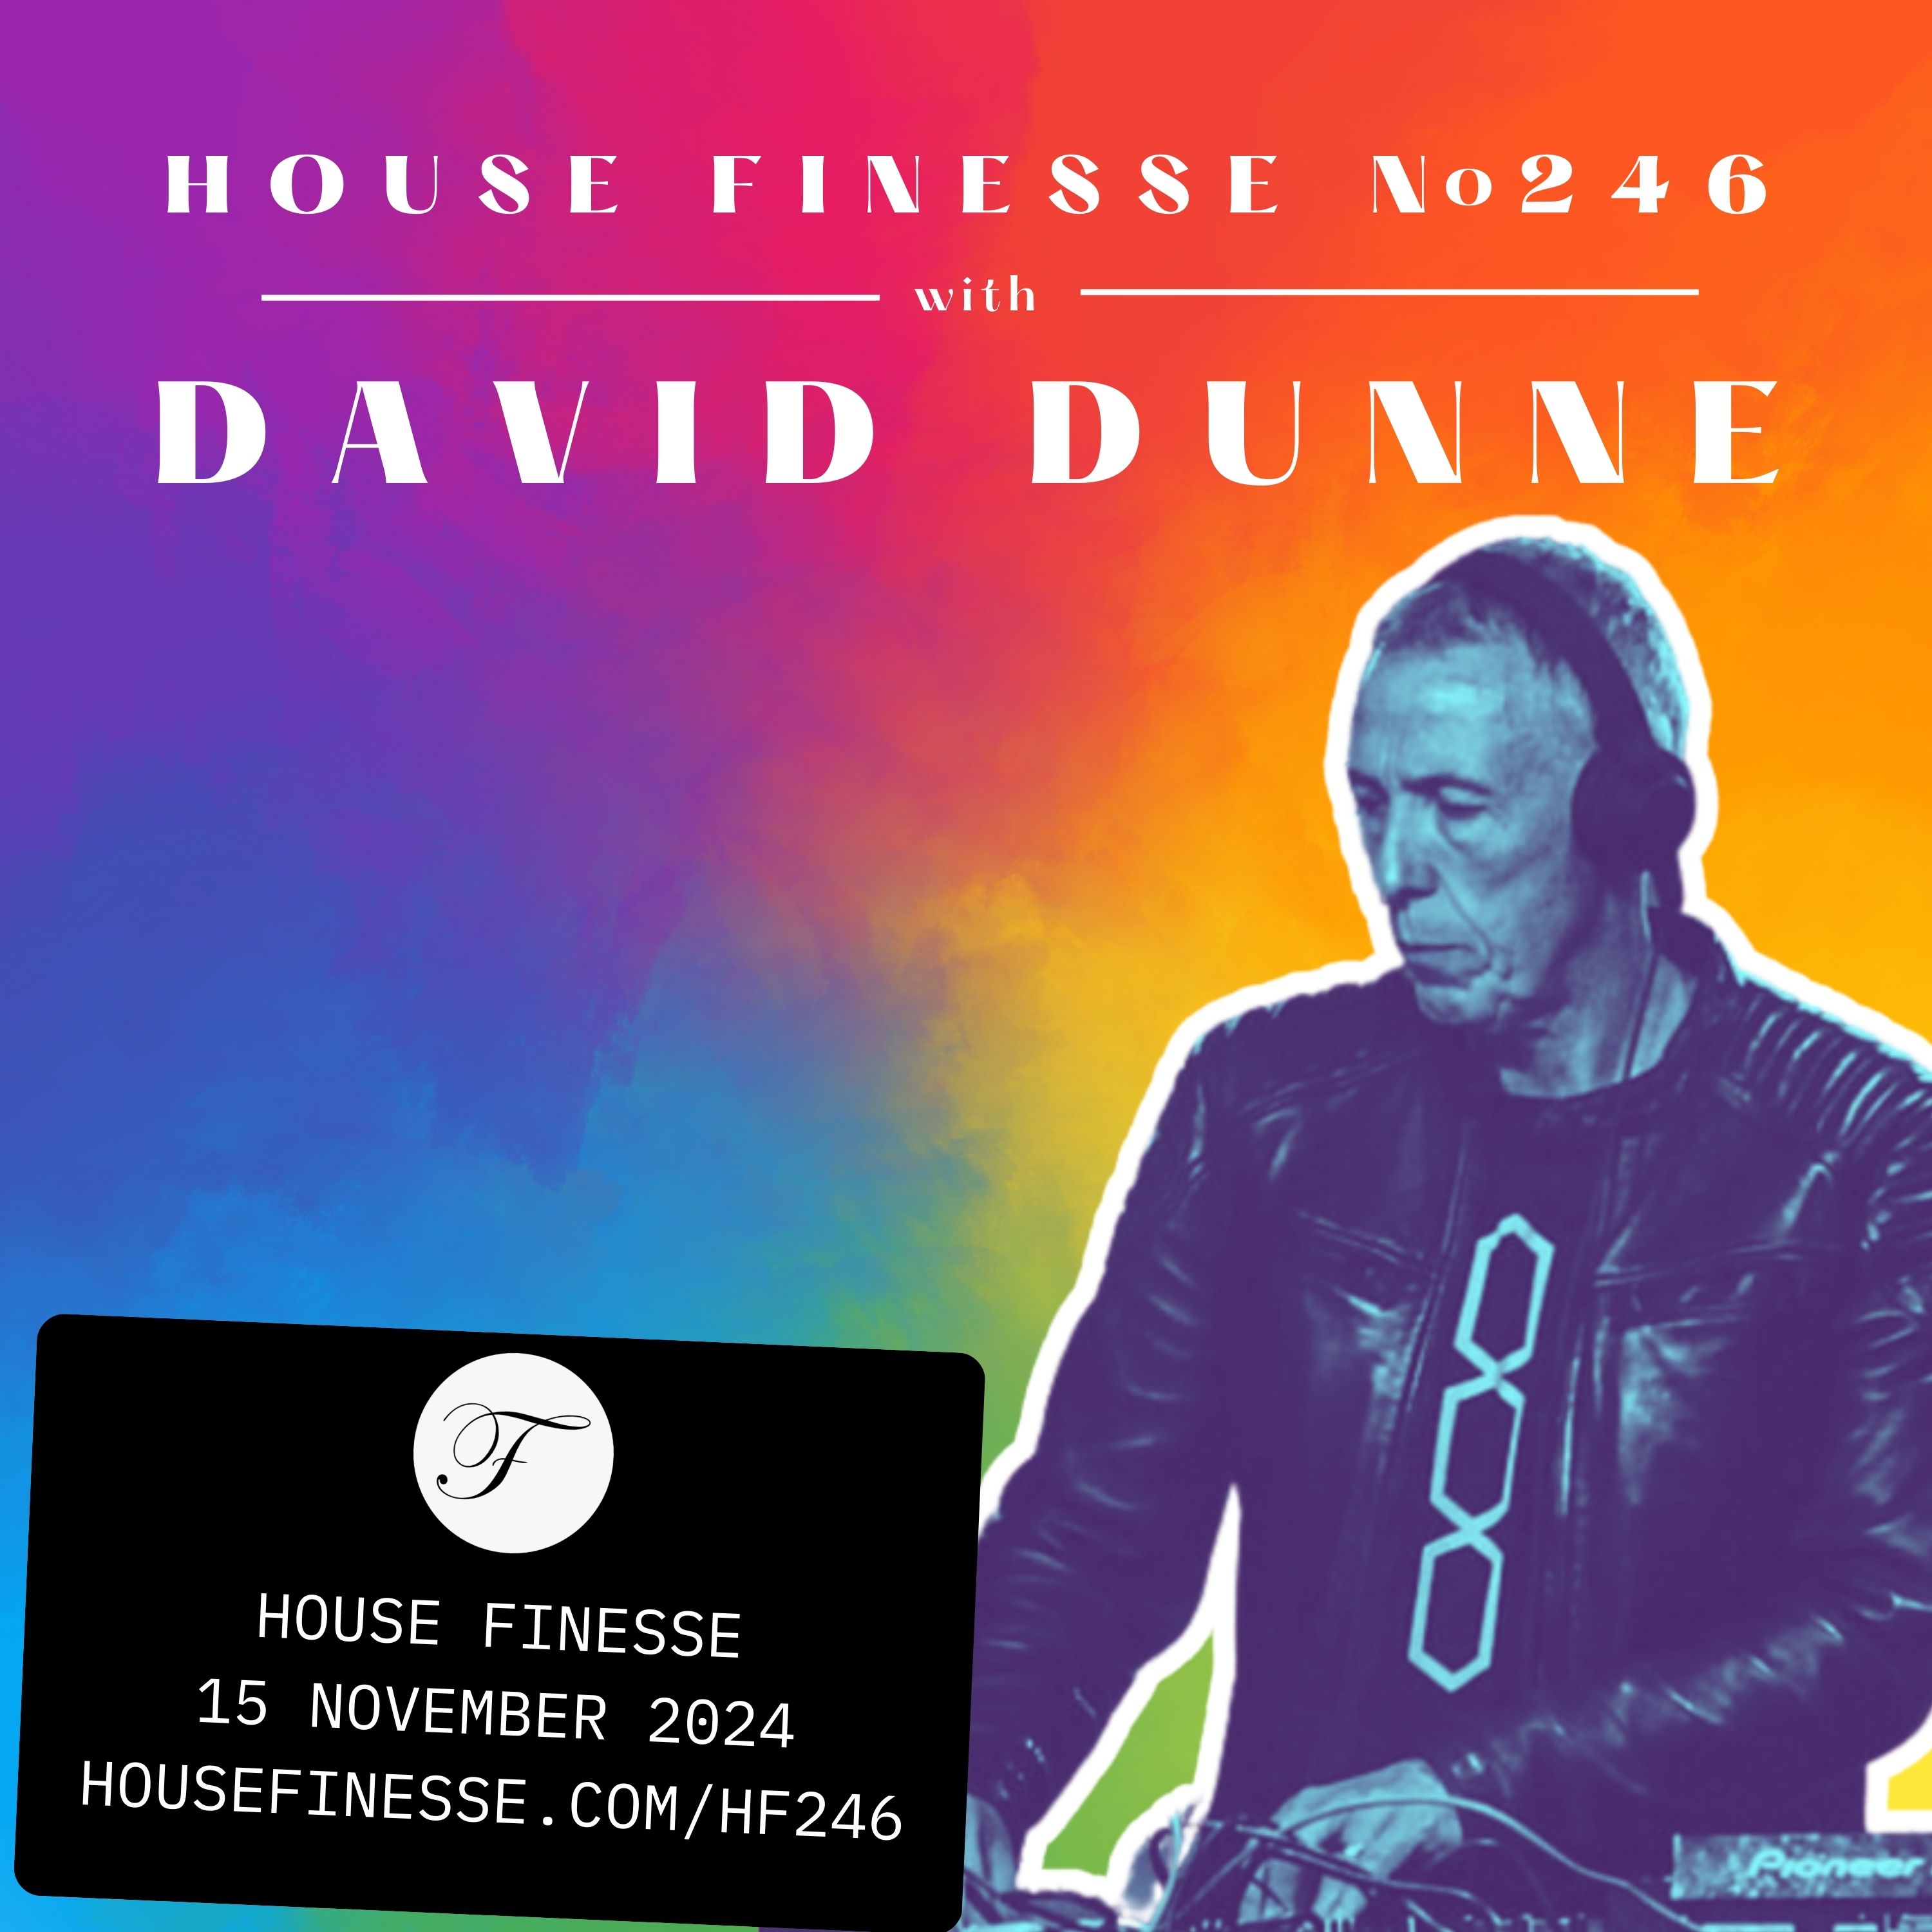 HOUSE FINESSE No246
with
DAVID DUNNE
F
HOUSE FINESSE
15 NOVEMBER 2024
HOUSEFINESSE.COM/HF246
Pioneer